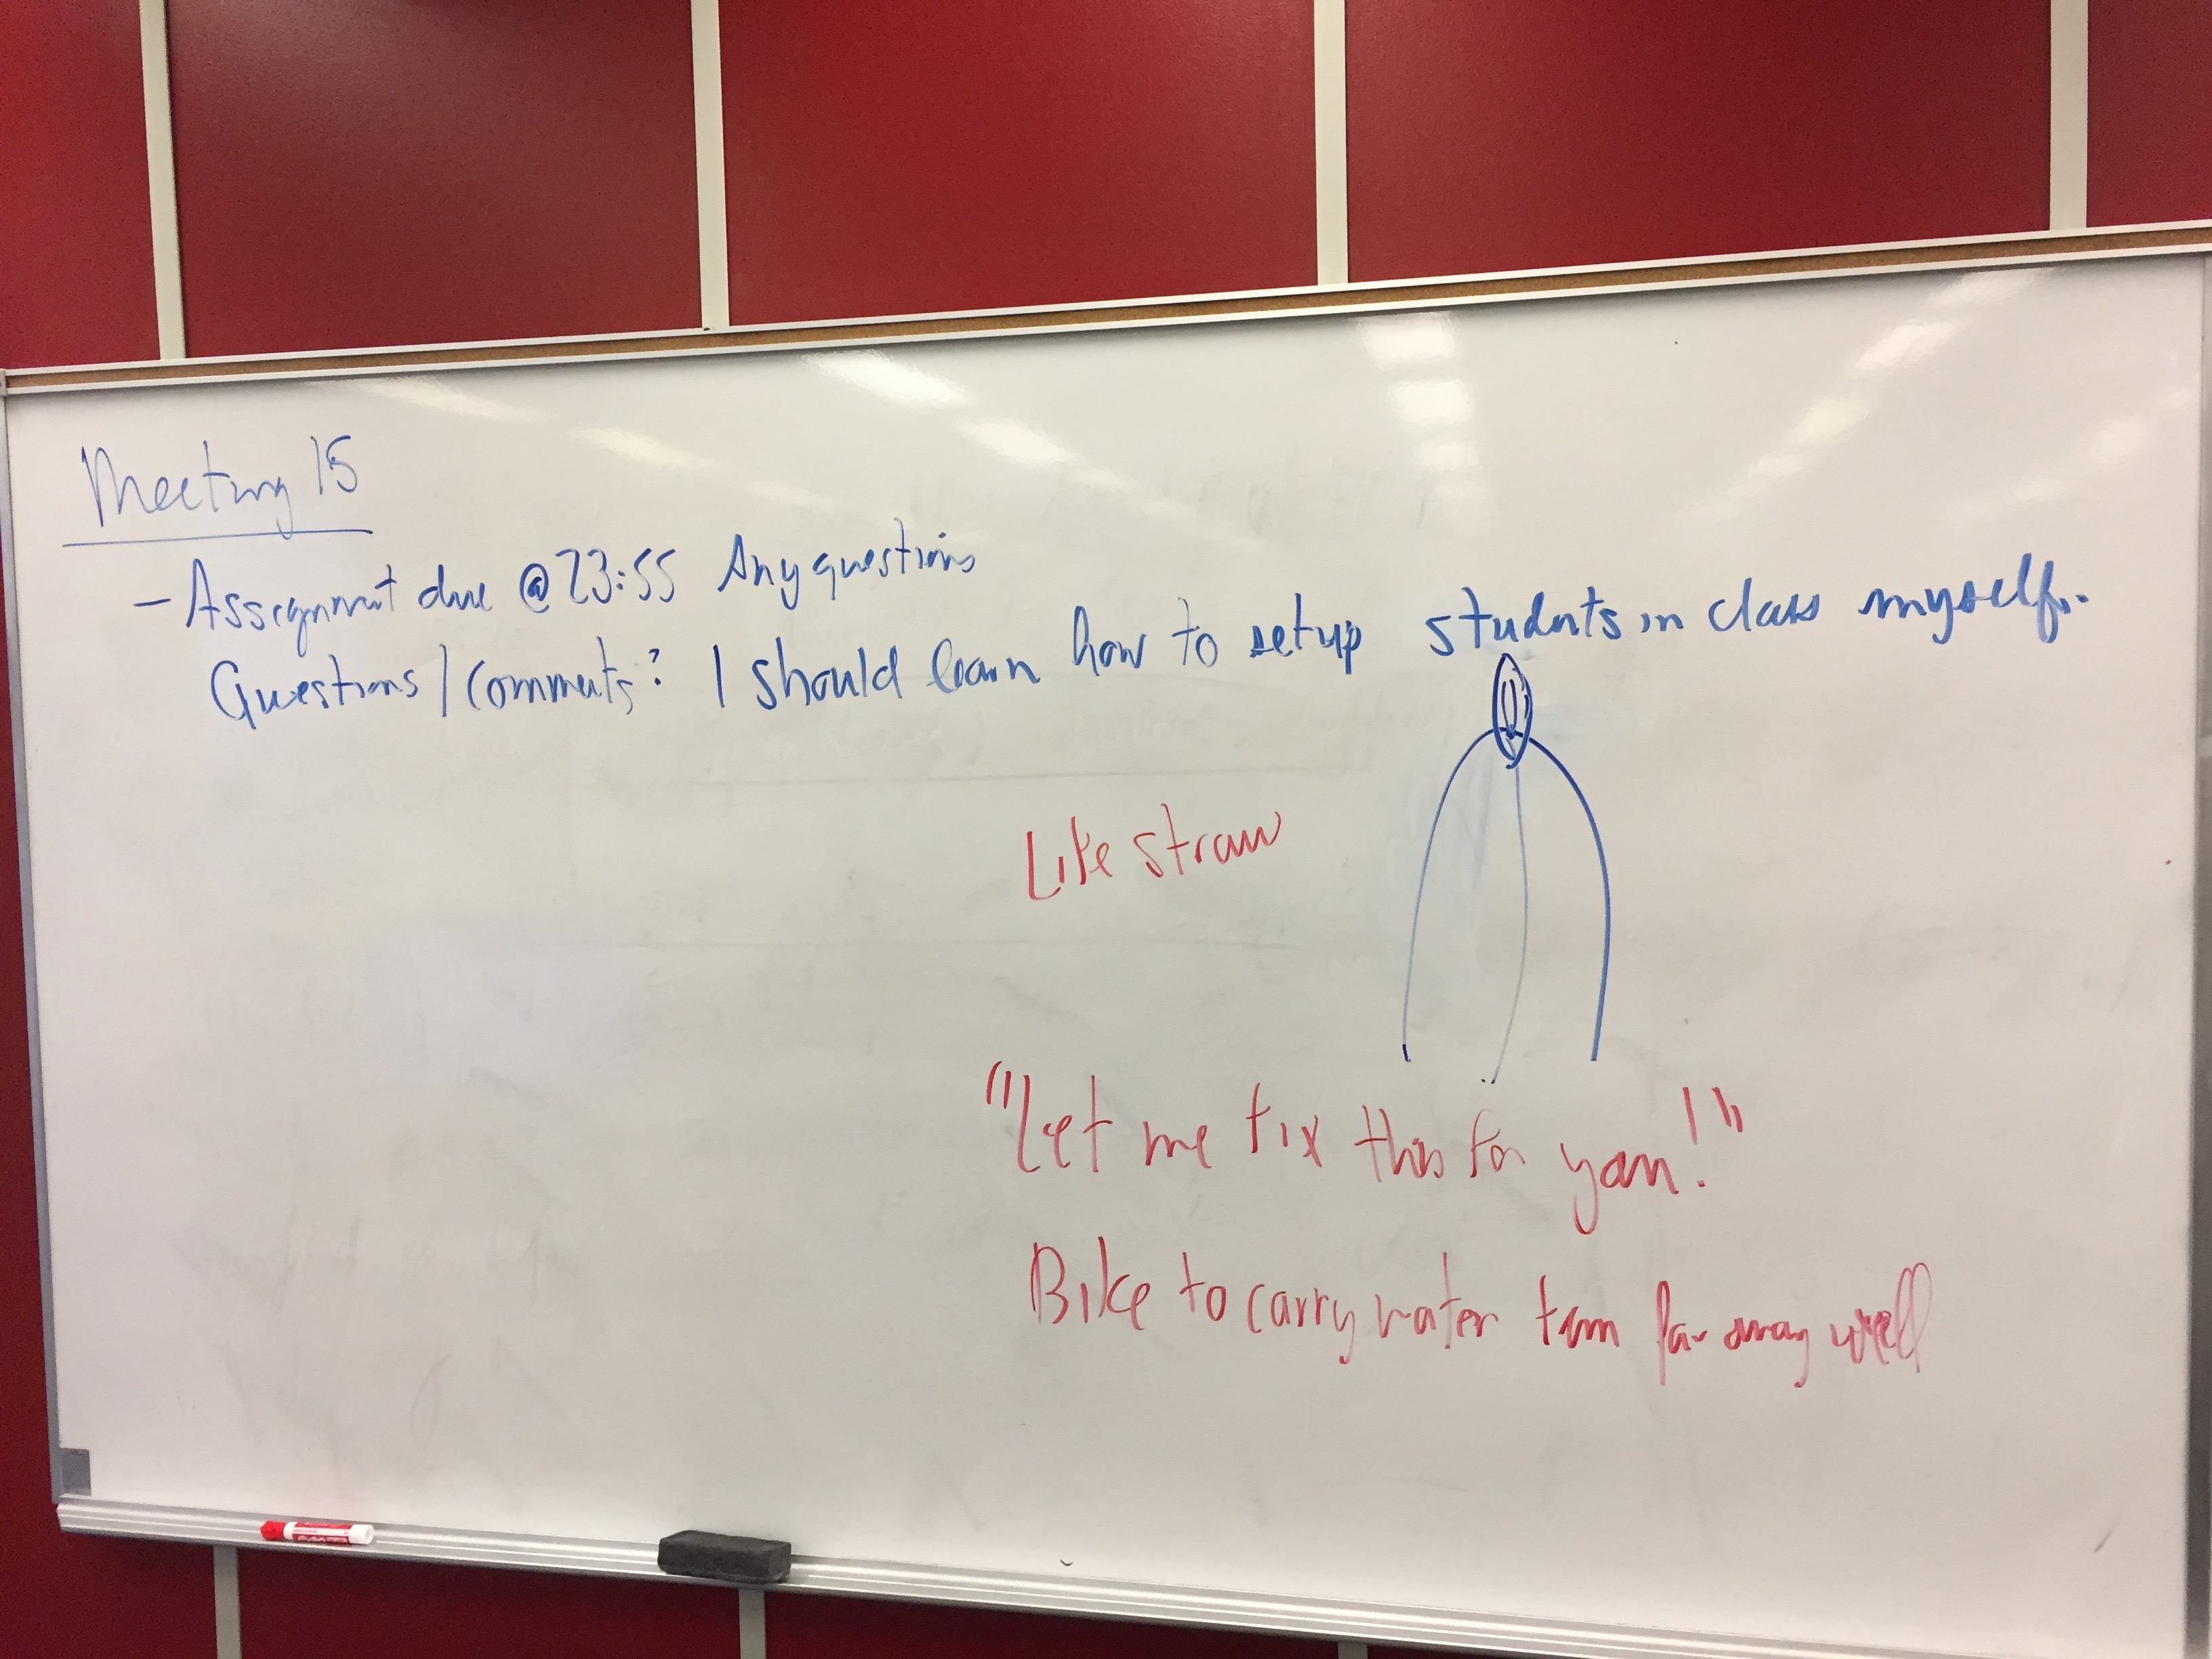 Meeting 15
- Assignment due @23:55 Any questions
Questions/Comments? I should learn how to setup students in class myself.
Like straw
"Let me fix this for you!"
Bike to carry water from far away well